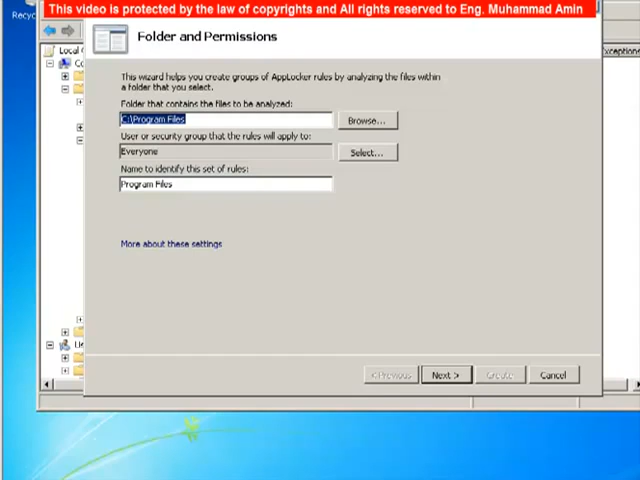 This video is protected by the law of copyrights and All rights reserved to Eng. Muhammad Amin
Recyc
Folder and Permissions
Local
Exceptions
This wizard helps you create groups of AppLocker rules by analyzing the files within
a folder that you select.
Folder that contains the files to be analyzed:
C:\Program Files
Browse...
User or security group that the rules will apply to:
Everyone
Select...
Name to identify this set of rules:
Program Files
More about these settings
< Previous
Next >
Create
Cancel